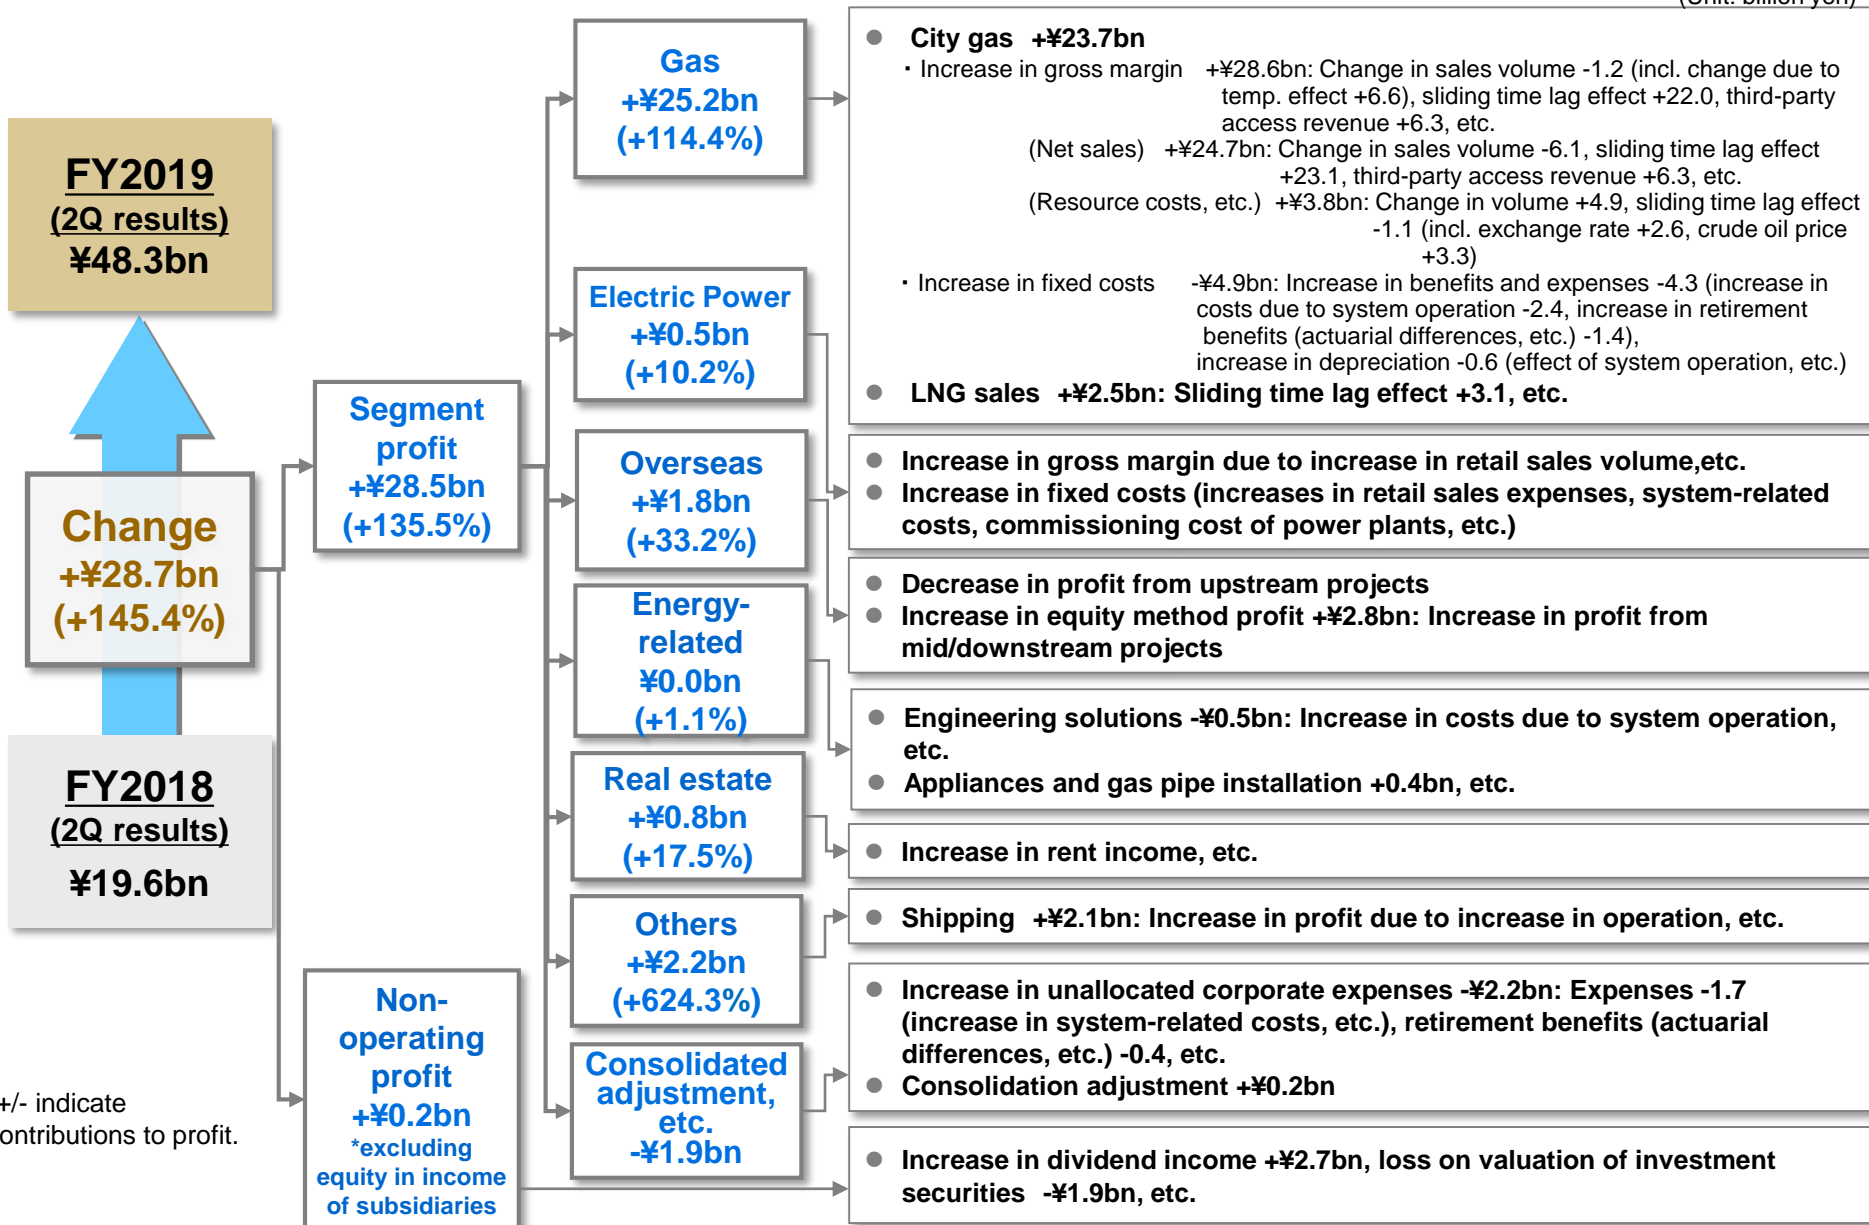 (Unit: billion yen)
FY2019
(2Q results)
¥48.3bn
Change
+¥28.7bn
(+145.4%)
FY2018
(2Q results)
¥19.6bn
+/- indicate
ontributions to profit.
Segment
profit
+¥28.5bn
(+135.5%)
Non-
operating
profit
+¥0.2bn
*excluding
equity in income
of subsidiaries
Gas
+¥25.2bn
(+114.4%)
Electric Power
+¥0.5bn
(+10.2%)
Overseas
+¥1.8bn
(+33.2%)
Energy-
related
¥0.0bn
(+1.1%)
Real estate
+¥0.8bn
(+17.5%)
Others
+¥2.2bn
(+624.3%)
Consolidated
adjustment,
etc.
-¥1.9bn
● City gas +¥23.7bn
・Increase in gross margin +¥28.6bn: Change in sales volume -1.2 (incl. change due to
temp. effect +6.6), sliding time lag effect +22.0, third-party
access revenue +6.3, etc.
(Net sales) +¥24.7bn: Change in sales volume -6.1, sliding time lag effect
+23.1, third-party access revenue +6.3, etc.
(Resource costs, etc.) +¥3.8bn: Change in volume +4.9, sliding time lag effect
-1.1 (incl. exchange rate +2.6, crude oil price
+3.3)
・Increase in fixed costs -¥4.9bn: Increase in benefits and expenses -4.3 (increase in
costs due to system operation -2.4, increase in retirement
benefits (actuarial differences, etc.) -1.4),
increase in depreciation -0.6 (effect of system operation, etc.)
● LNG sales +¥2.5bn: Sliding time lag effect +3.1, etc.
● Increase in gross margin due to increase in retail sales volume,etc.
● Increase in fixed costs (increases in retail sales expenses, system-related
costs, commissioning cost of power plants, etc.)
● Decrease in profit from upstream projects
● Increase in equity method profit +¥2.8bn: Increase in profit from
mid/downstream projects
● Engineering solutions -¥0.5bn: Increase in costs due to system operation,
etc.
● Appliances and gas pipe installation +0.4bn, etc.
● Increase in rent income, etc.
● Shipping +¥2.1bn: Increase in profit due to increase in operation, etc.
● Increase in unallocated corporate expenses -¥2.2bn: Expenses -1.7
(increase in system-related costs, etc.), retirement benefits (actuarial
differences, etc.) -0.4, etc.
● Consolidation adjustment +¥0.2bn
● Increase in dividend income +¥2.7bn, loss on valuation of investment
securities -¥1.9bn, etc.